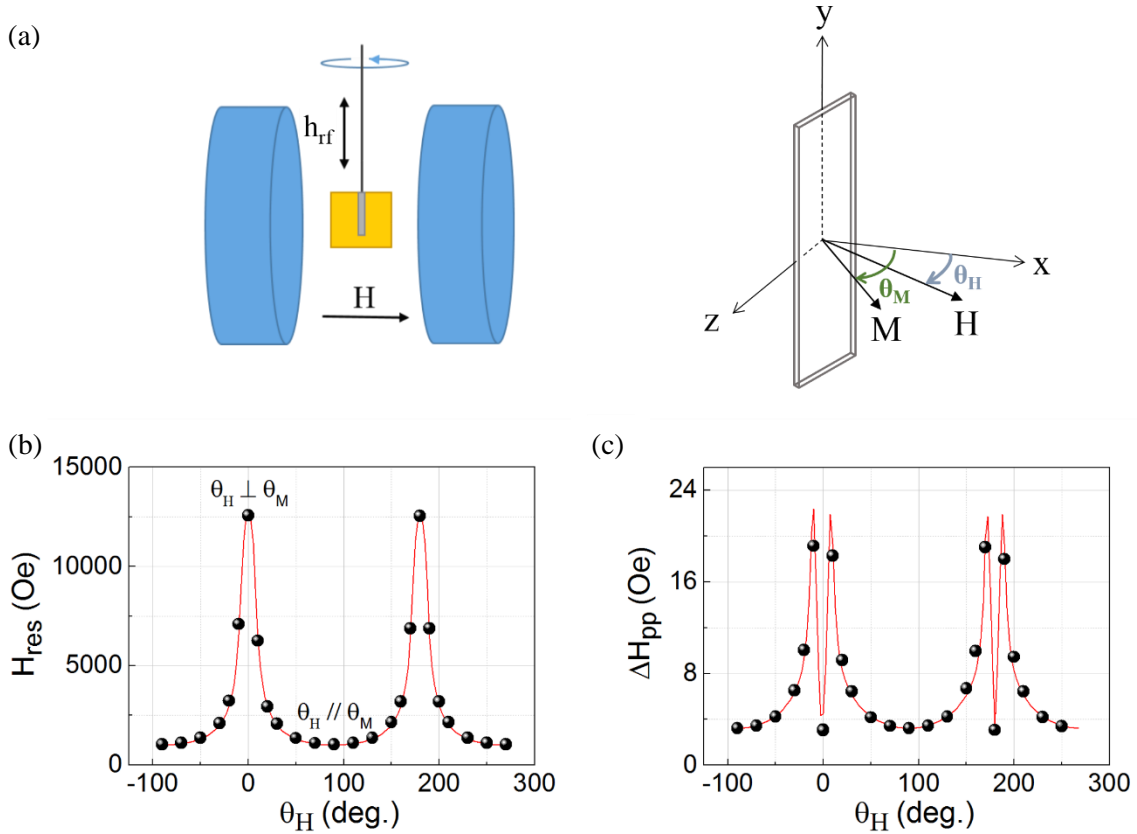 (a)
h_rf
H
y
x
z
θ_M
θ_H
M
H
(b)
(c)
15000
10000
5000
0
H_res (Oe)
θ_H ⊥ θ_M
θ_H // θ_M
-100 0 100 200 300
θ_H (deg.)
24
16
8
0
ΔH_pp (Oe)
-100 0 100 200 300
θ_H (deg.)